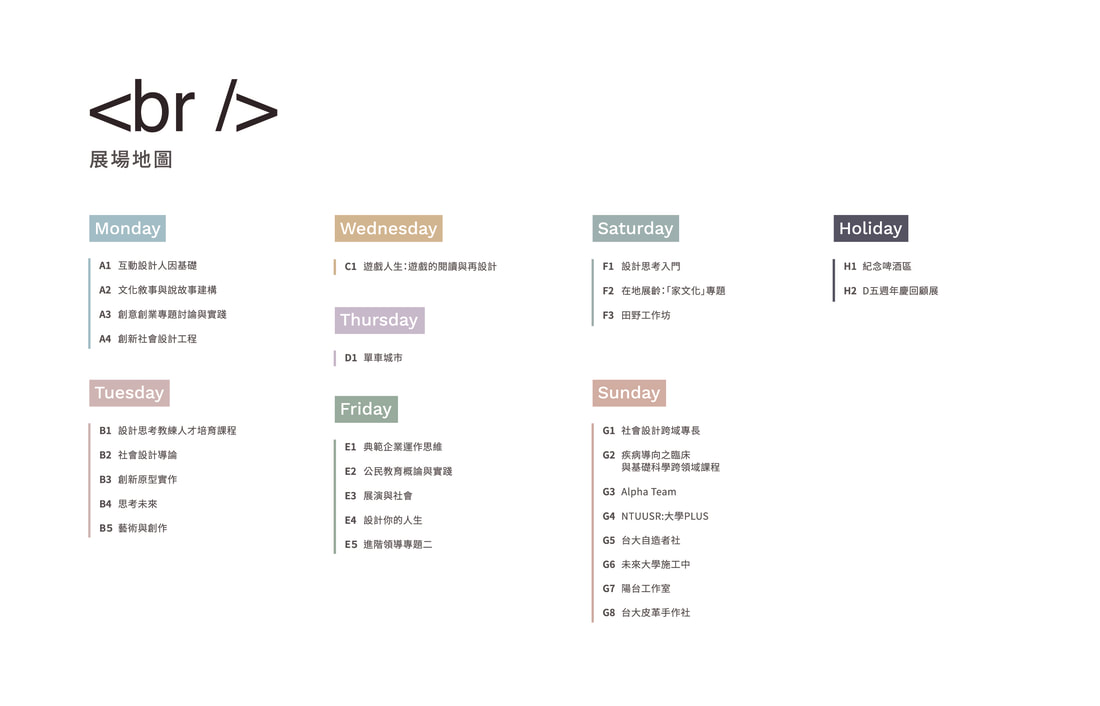 <br />
展場地圖
Monday
A1 互動設計人因基礎
A2 文化敘事與說故事建構
A3 創意創業專題討論與實踐
A4 創新社會設計工程
Tuesday
B1 設計思考教練人才培育課程
B2 社會設計導論
B3 創新原型實作
B4 思考未來
B5 藝術與創作
Wednesday
C1 遊戲人生：遊戲的閱讀與再設計
Thursday
D1 單車城市
Friday
E1 典範企業運作思維
E2 公民教育概論與實踐
E3 展演與社會
E4 設計你的人生
E5 進階領導專題二
Saturday
F1 設計思考入門
F2 在地展齡：「家文化」專題
F3 田野工作坊
Sunday
G1 社會設計跨域專長
G2 疾病導向之臨床
與基礎科學跨領域課程
G3 Alpha Team
G4 NTUUSR:大學PLUS
G5 台大自造者社
G6 未來大學施工中
G7 陽台工作室
G8 台大皮革手作社
Holiday
H1 紀念啤酒區
H2 D五週年慶回顧展